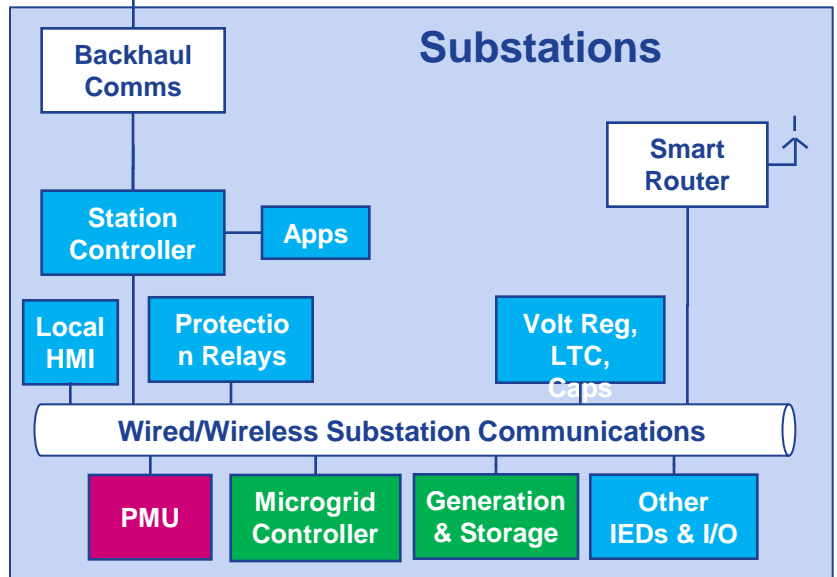 Substations
Backhaul
Comms
Smart
Router
Station
Controller
Apps
Local
HMI
Protectio
n Relays
Volt Reg,
LTC,
Caps
Wired/Wireless Substation Communications
PMU
Microgrid
Controller
Generation
& Storage
Other
IEDs & I/O